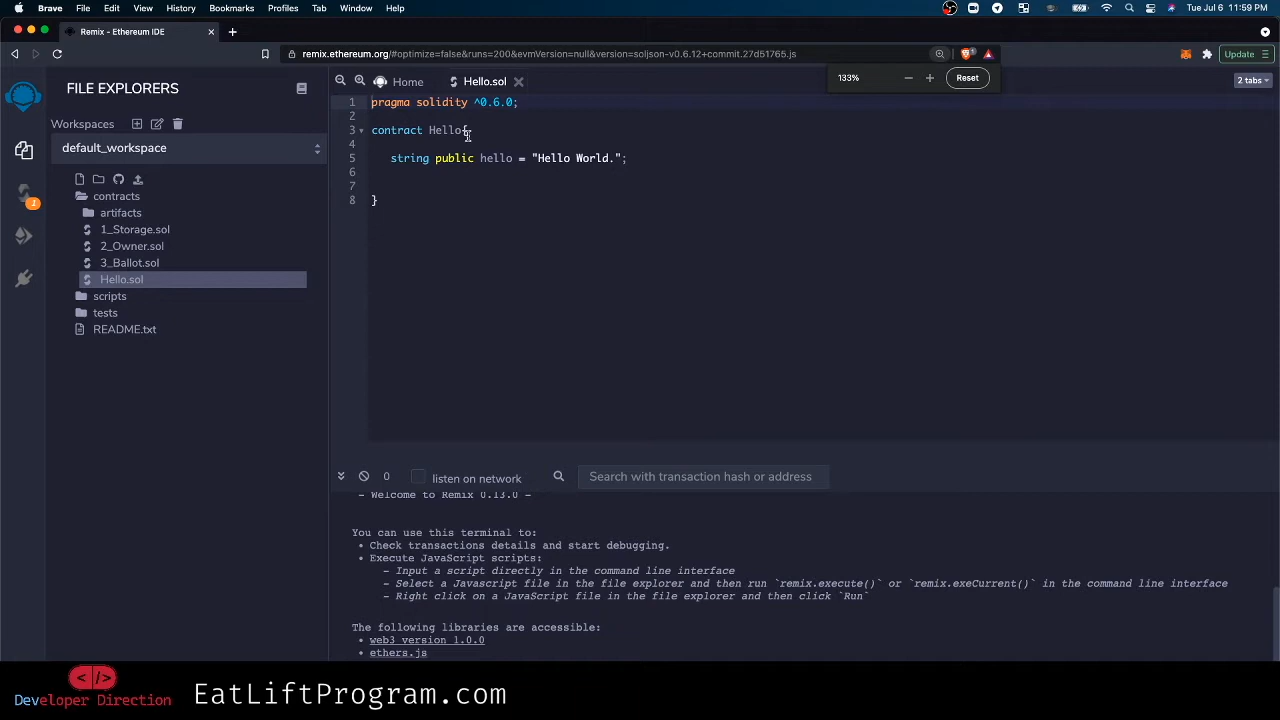 Brave File Edit View History Bookmarks Profiles Tab Window Help Tue Jul 6 11:59 PM
Remix - Ethereum IDE
remix.ethereum.org/#optimize=false&runs=200&evmVersion=null&version=soljson-v0.6.12+commit.27d51765.js
Update
133% Reset
2 tabs
FILE EXPLORERS
Workspaces
default_workspace
contracts
artifacts
1_Storage.sol
2_Owner.sol
3_Ballot.sol
Hello.sol
scripts
tests
README.txt
1
Home Hello.sol
1 pragma solidity ^0.6.0;
2
3 contract Hello{
4
5 string public hello = "Hello World.";
6
7
8 }
0 listen on network Search with transaction hash or address
- Welcome to Remix 0.13.0 -
You can use this terminal to:
• Check transactions details and start debugging.
• Execute JavaScript scripts:
- Input a script directly in the command line interface
- Select a Javascript file in the file explorer and then run `remix.execute()` or `remix.exeCurrent()` in the command line interface
- Right click on a JavaScript file in the file explorer and then click `Run`
The following libraries are accessible:
• web3 version 1.0.0
• ethers.js
</>
Developer Direction
EatLiftProgram.com